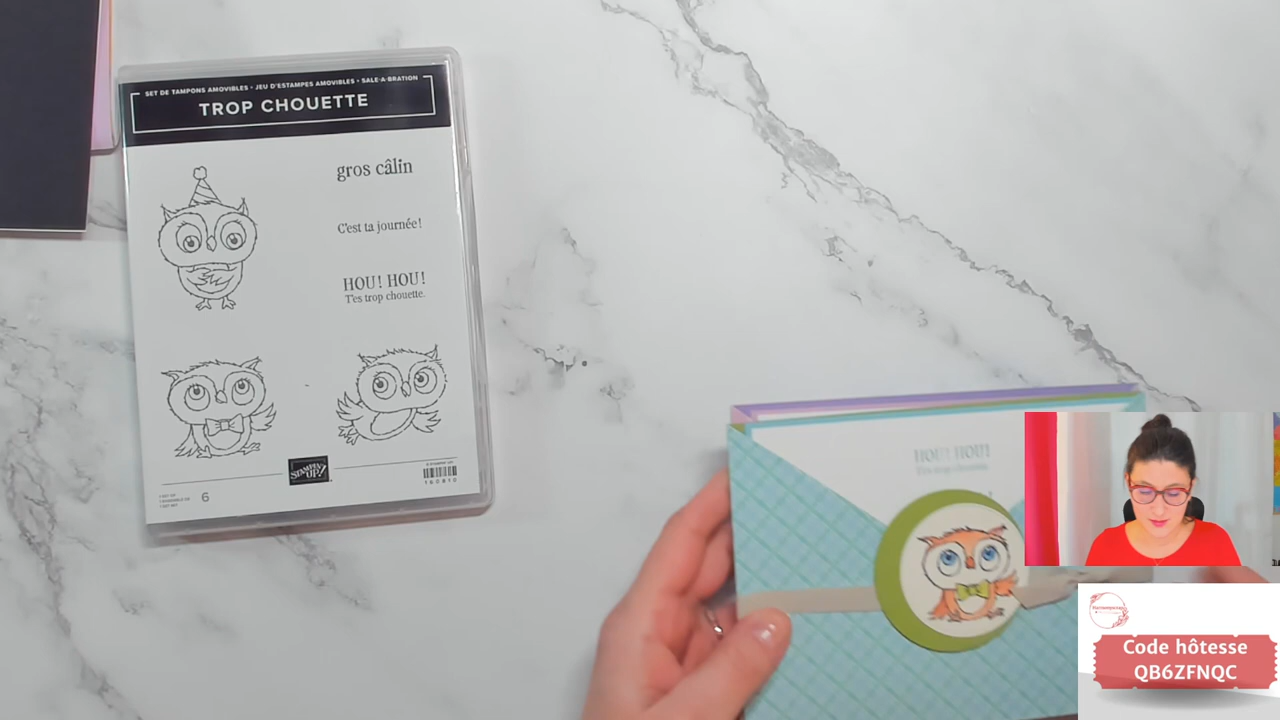 SET DE TAMPONS AMOVIBLES • JEU D'ESTAMPES AMOVIBLES • SALE-A-BRATION
TROP CHOUETTE
gros câlin
C'est ta journée!
HOU! HOU!
T'es trop chouette.
STAMPIN' UP!
6
160810
HOU! HOU!
T'es trop chouette.
Code hôtesse
QB6ZFNQC